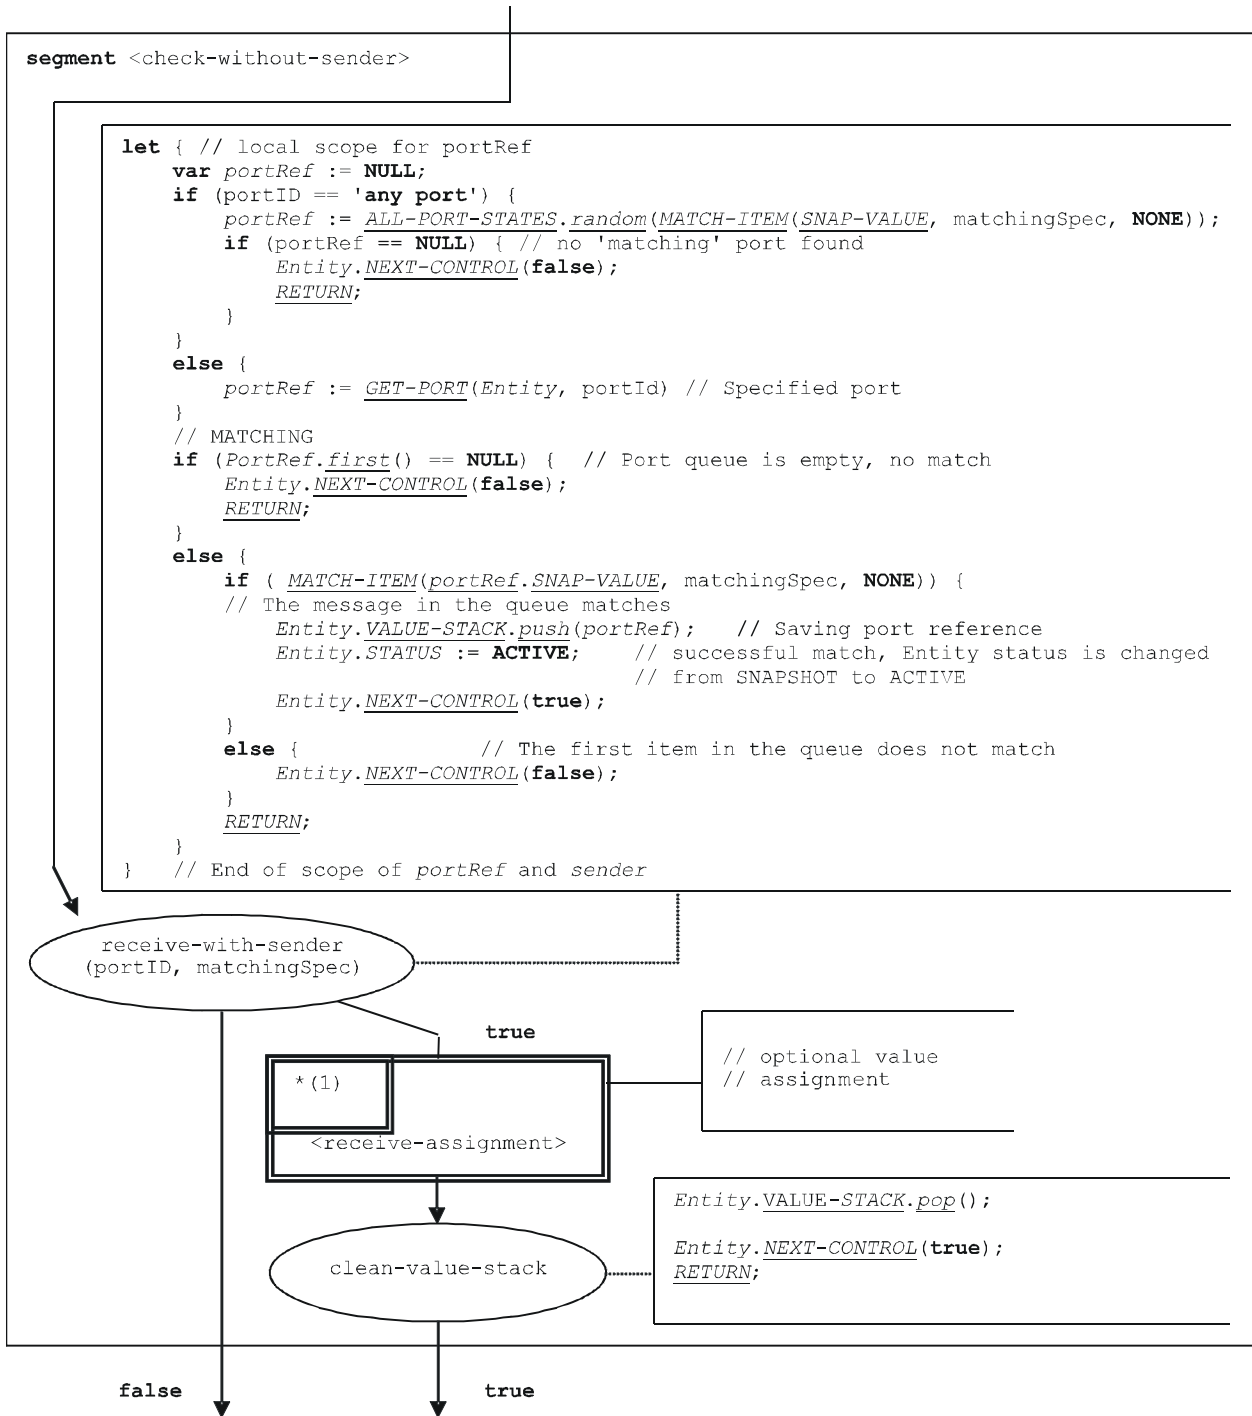 segment <check-without-sender>
let { // local scope for portRef
var portRef := NULL;
if (portID == 'any port') {
portRef := ALL-PORT-STATES.random(MATCH-ITEM(SNAP-VALUE, matchingSpec, NONE));
if (portRef == NULL) { // no 'matching' port found
Entity.NEXT-CONTROL(false);
RETURN;
}
}
else {
portRef := GET-PORT(Entity, portId) // Specified port
}
// MATCHING
if (PortRef.first() == NULL) { // Port queue is empty, no match
Entity.NEXT-CONTROL(false);
RETURN;
}
else {
if ( MATCH-ITEM(portRef.SNAP-VALUE, matchingSpec, NONE)) {
// The message in the queue matches
Entity.VALUE-STACK.push(portRef); // Saving port reference
Entity.STATUS := ACTIVE; // successful match, Entity status is changed
// from SNAPSHOT to ACTIVE
Entity.NEXT-CONTROL(true);
}
else { // The first item in the queue does not match
Entity.NEXT-CONTROL(false);
}
RETURN;
}
} // End of scope of portRef and sender
receive-with-sender
(portID, matchingSpec)
true
// optional value
// assignment
*(1)
<receive-assignment>
Entity.VALUE-STACK.pop();
Entity.NEXT-CONTROL(true);
RETURN;
clean-value-stack
false
true